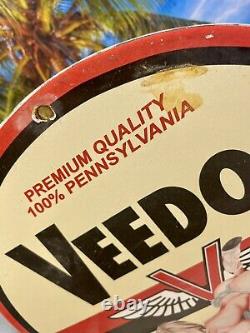 PREMIUM QUALITY
100% PENNSYLVANIA
VEEDO
V